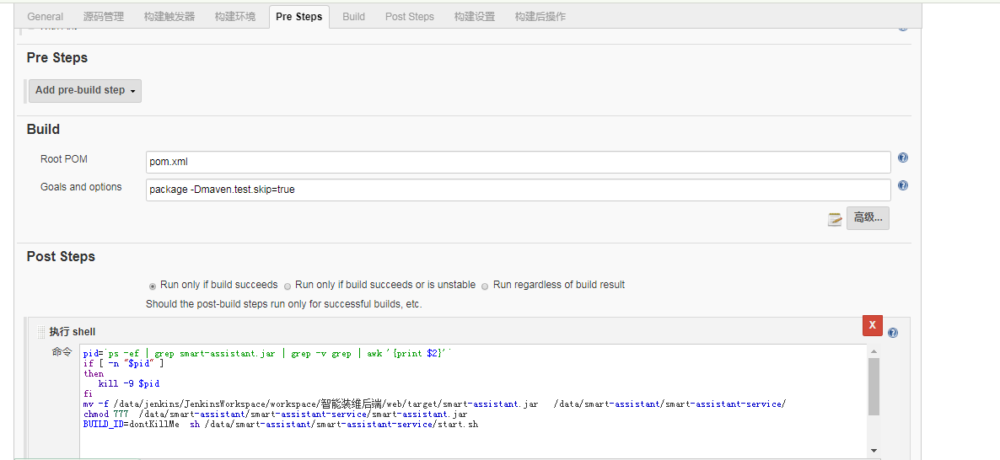 General 源码管理 构建触发器 构建环境 Pre Steps Build Post Steps 构建设置 构建后操作
Pre Steps
Add pre-build step
Build
Root POM pom.xml
Goals and options package -Dmaven.test.skip=true
高级...
Post Steps
Run only if build succeeds Run only if build succeeds or is unstable Run regardless of build result
Should the post-build steps run only for successful builds, etc.
X
执行 shell
命令
pid=`ps -ef | grep smart-assistant.jar | grep -v grep | awk '{print $2}'`
if [ -n "$pid" ]
then
kill -9 $pid
fi
mv -f /data/jenkins/JenkinsWorkspace/workspace/智能装维后端/web/target/smart-assistant.jar /data/smart-assistant/smart-assistant-service/
chmod 777 /data/smart-assistant/smart-assistant-service/smart-assistant.jar
BUILD_ID=dontKillMe sh /data/smart-assistant/smart-assistant-service/start.sh